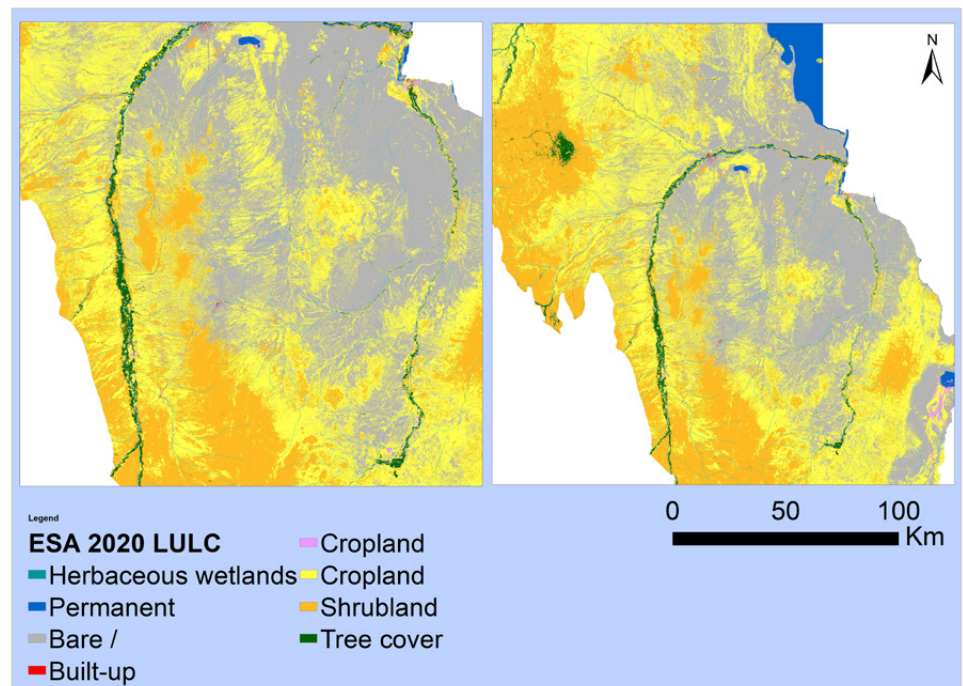 N
0 50 100
Km
Legend
ESA 2020 LULC
Herbaceous wetlands
Permanent
Bare /
Built-up
Cropland
Cropland
Shrubland
Tree cover